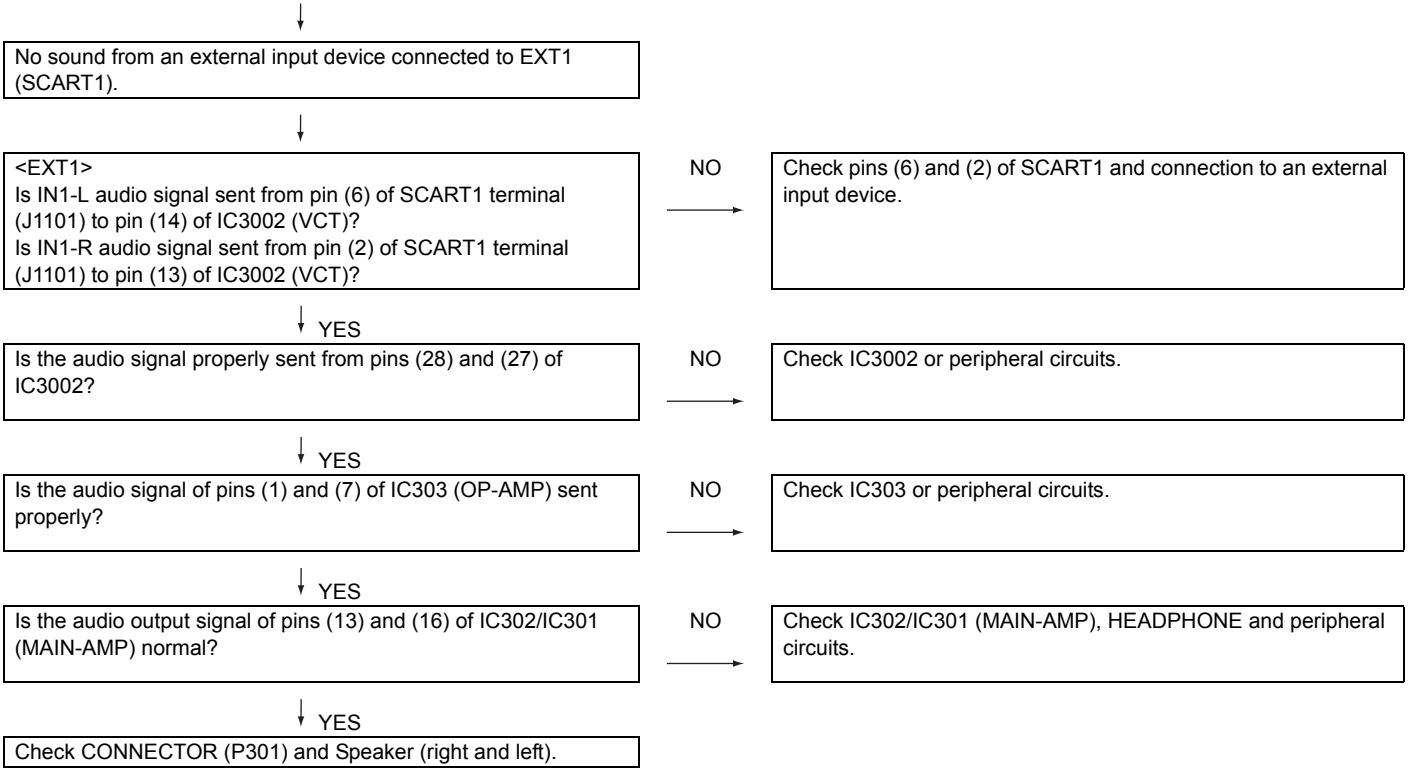 No sound from an external input device connected to EXT1
(SCART1).
<EXT1>
Is IN1-L audio signal sent from pin (6) of SCART1 terminal
(J1101) to pin (14) of IC3002 (VCT)?
Is IN1-R audio signal sent from pin (2) of SCART1 terminal
(J1101) to pin (13) of IC3002 (VCT)?
NO
Check pins (6) and (2) of SCART1 and connection to an external
input device.
YES
Is the audio signal properly sent from pins (28) and (27) of
IC3002?
NO
Check IC3002 or peripheral circuits.
YES
Is the audio signal of pins (1) and (7) of IC303 (OP-AMP) sent
properly?
NO
Check IC303 or peripheral circuits.
YES
Is the audio output signal of pins (13) and (16) of IC302/IC301
(MAIN-AMP) normal?
NO
Check IC302/IC301 (MAIN-AMP), HEADPHONE and peripheral
circuits.
YES
Check CONNECTOR (P301) and Speaker (right and left).